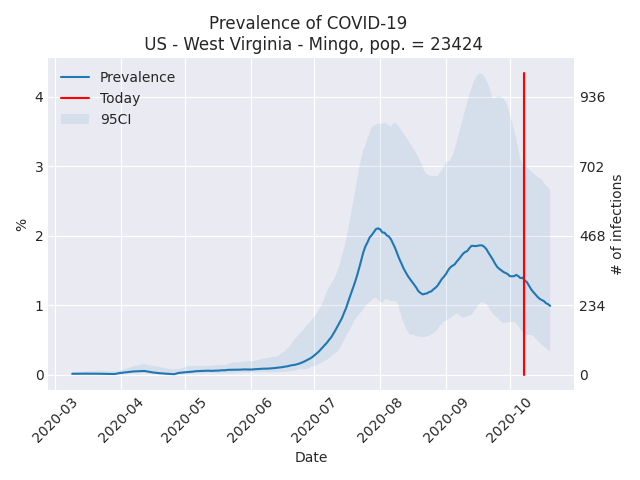 Prevalence of COVID-19
US - West Virginia - Mingo, pop. = 23424
Prevalence
Today
95CI
4
3
2
1
0
%
936
702
468
234
0
# of infections
2020-03
2020-04
2020-05
2020-06
2020-07
2020-08
2020-09
2020-10
Date